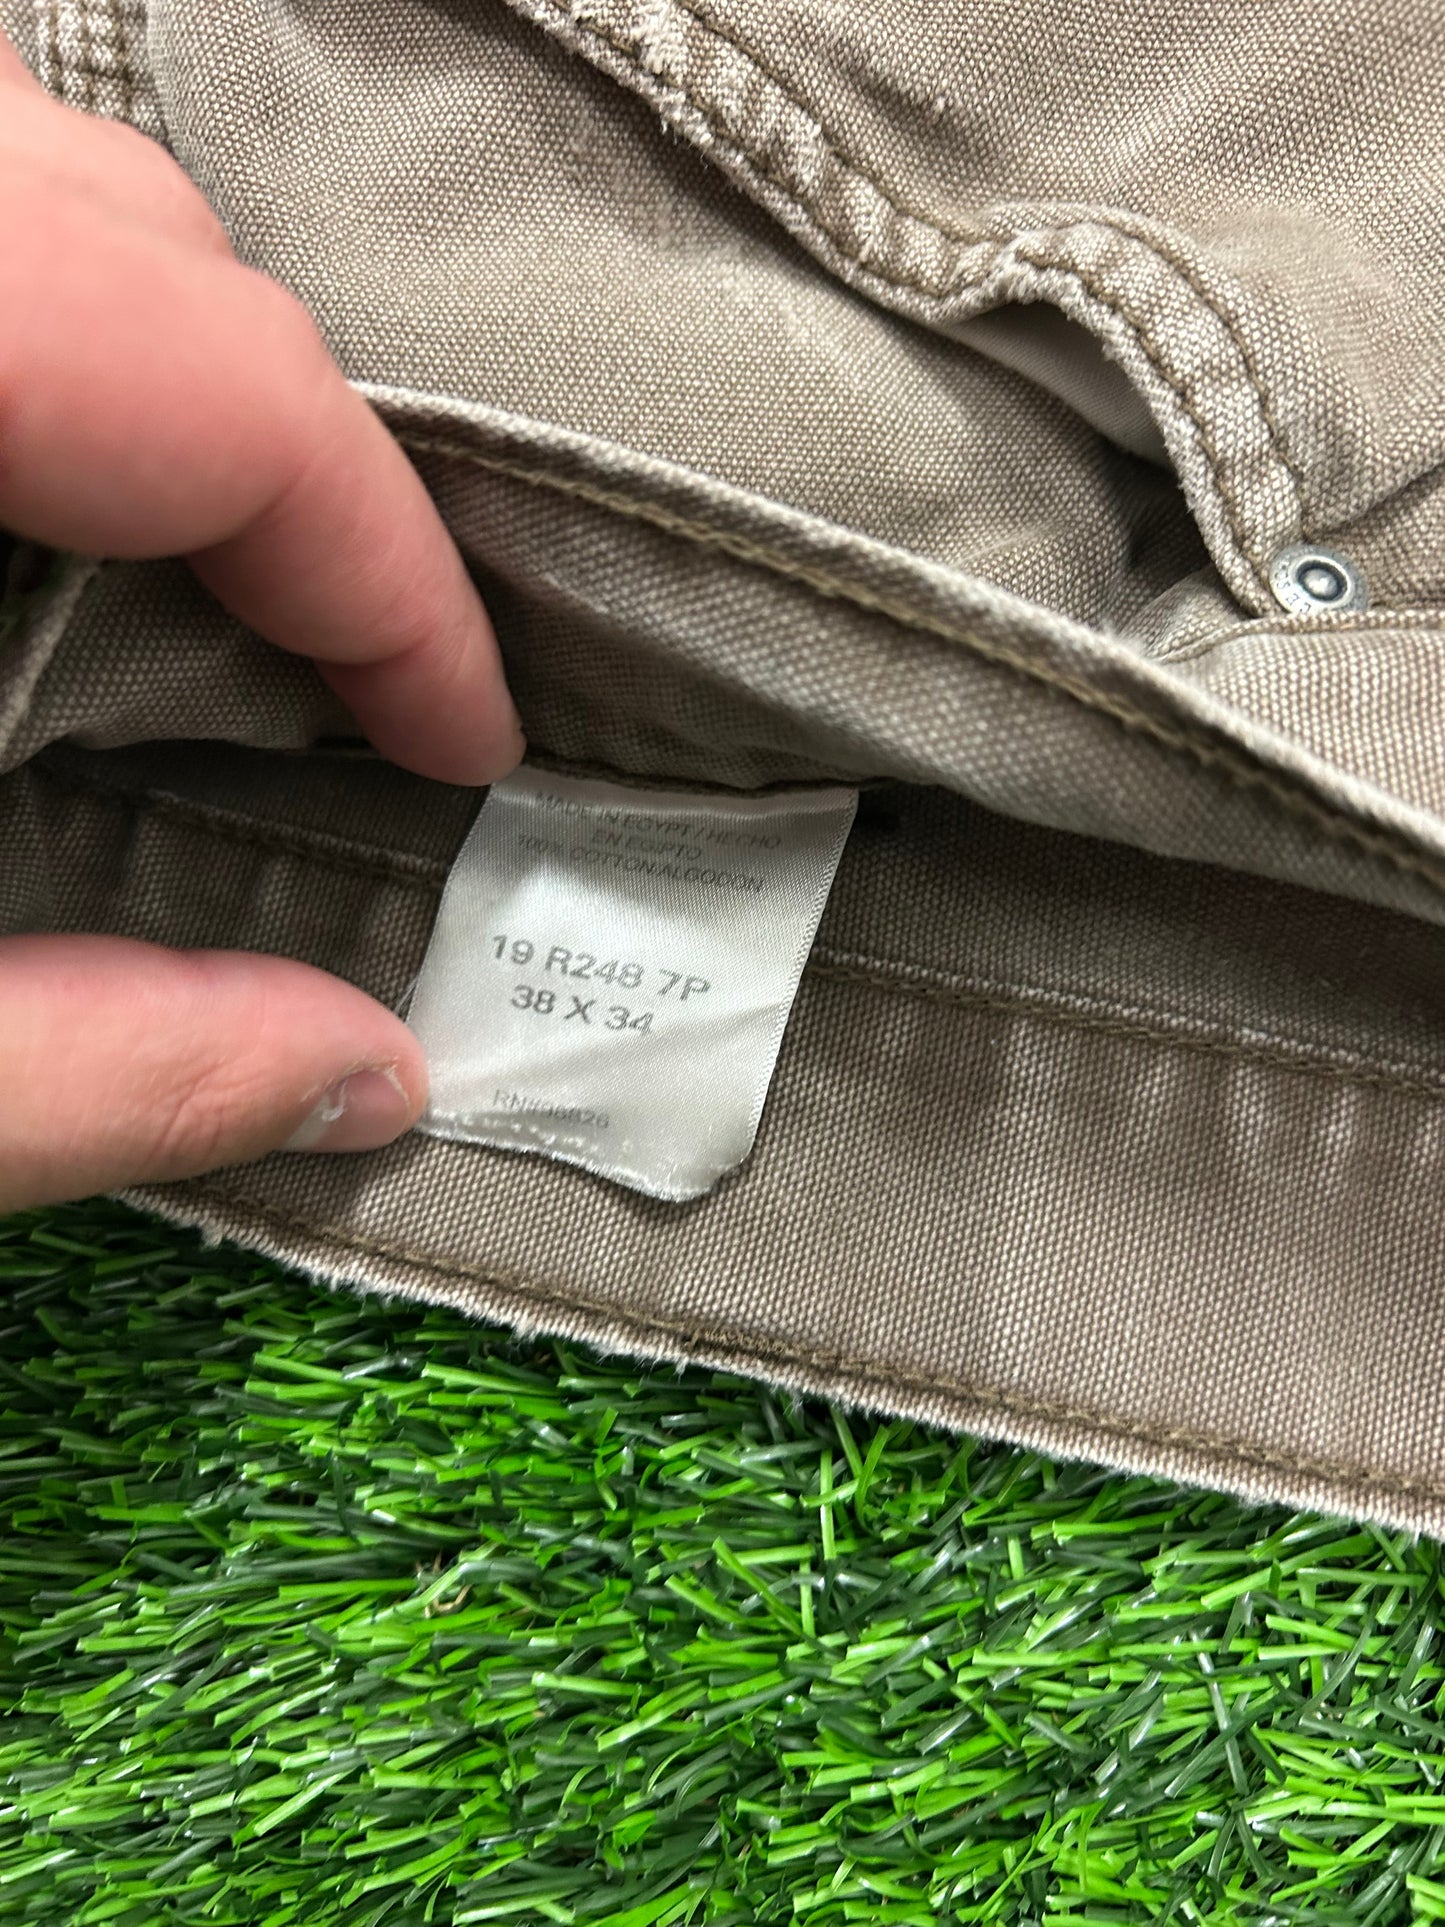 MADE IN EGYPT / HECHO
EN EGIPTO
100% COTTON/ALGODON
19 R248 7P
38 X 34